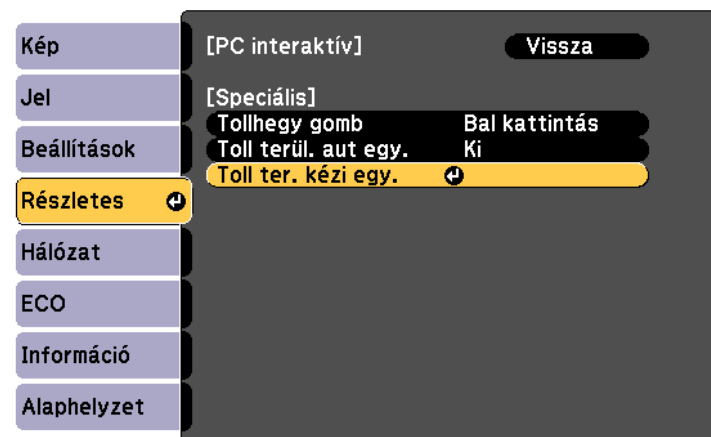 Kép
Jel
Beállítások
Részletes
Hálózat
ECO
Információ
Alaphelyzet
[PC interaktív] Vissza
[Speciális]
Tollhegy gomb Bal kattintás
Toll terül. aut egy. Ki
Toll ter. kézi egy.